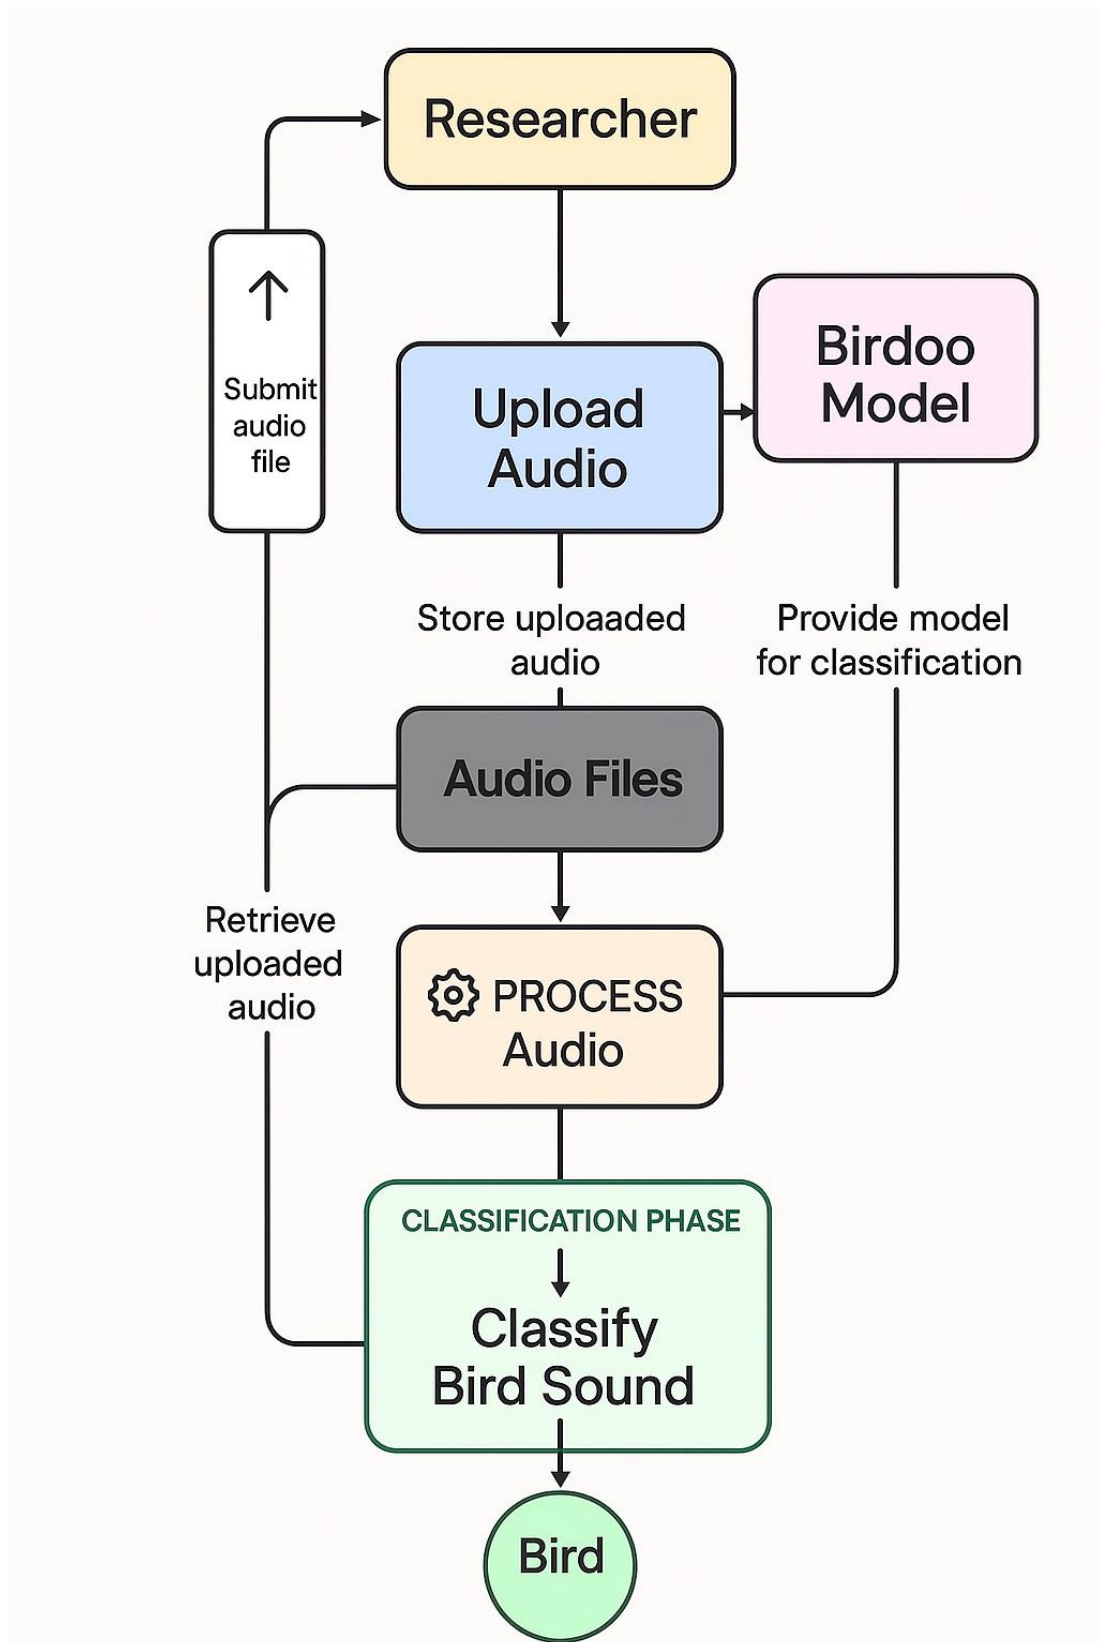 Researcher
Submit
audio
file
Upload
Audio
Birdoo
Model
Store uploaaded
audio
Provide model
for classification
Audio Files
Retrieve
uploaded
audio
PROCESS
Audio
CLASSIFICATION PHASE
Classify
Bird Sound
Bird